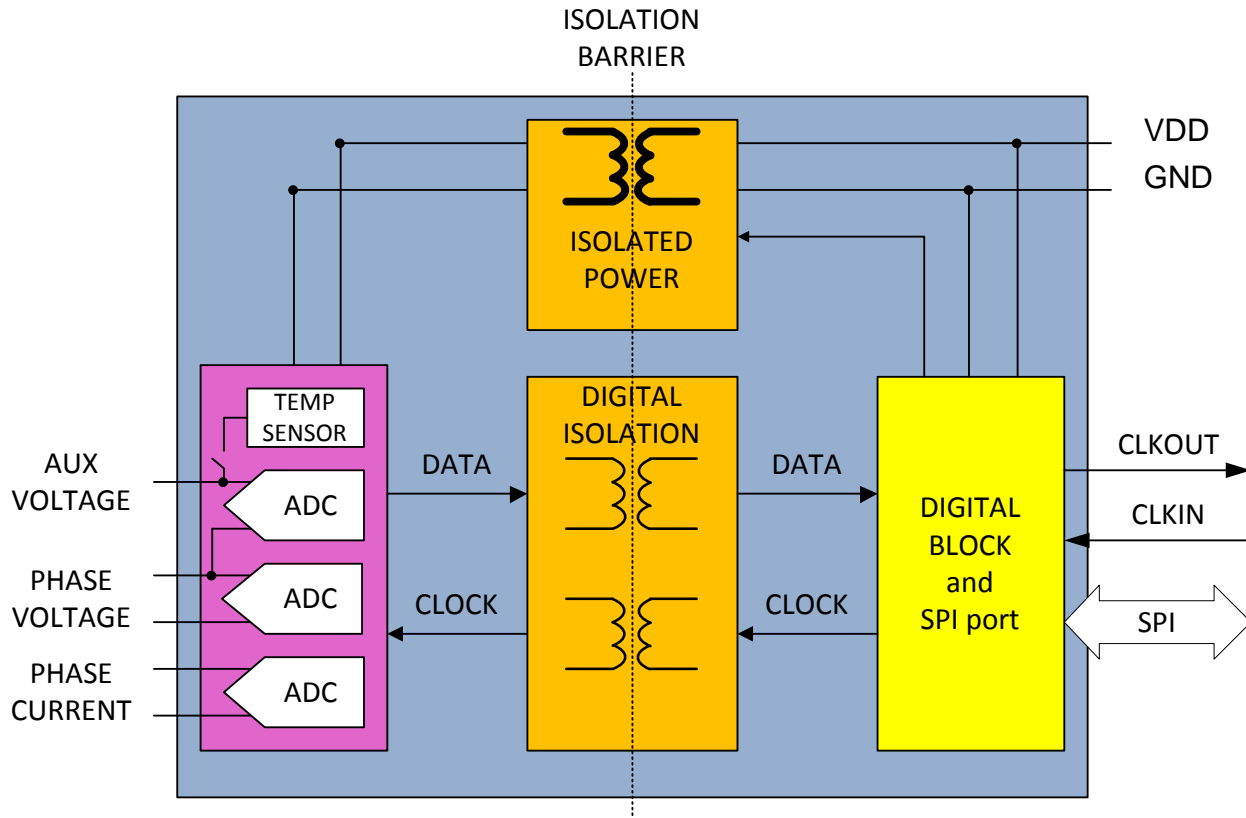 ISOLATION
BARRIER
VDD
GND
ISOLATED
POWER
TEMP
SENSOR
DIGITAL
ISOLATION
AUX
VOLTAGE
ADC
DATA
DATA
CLKOUT
CLKIN
DIGITAL
BLOCK
and
SPI port
PHASE
VOLTAGE
ADC
CLOCK
CLOCK
SPI
PHASE
CURRENT
ADC